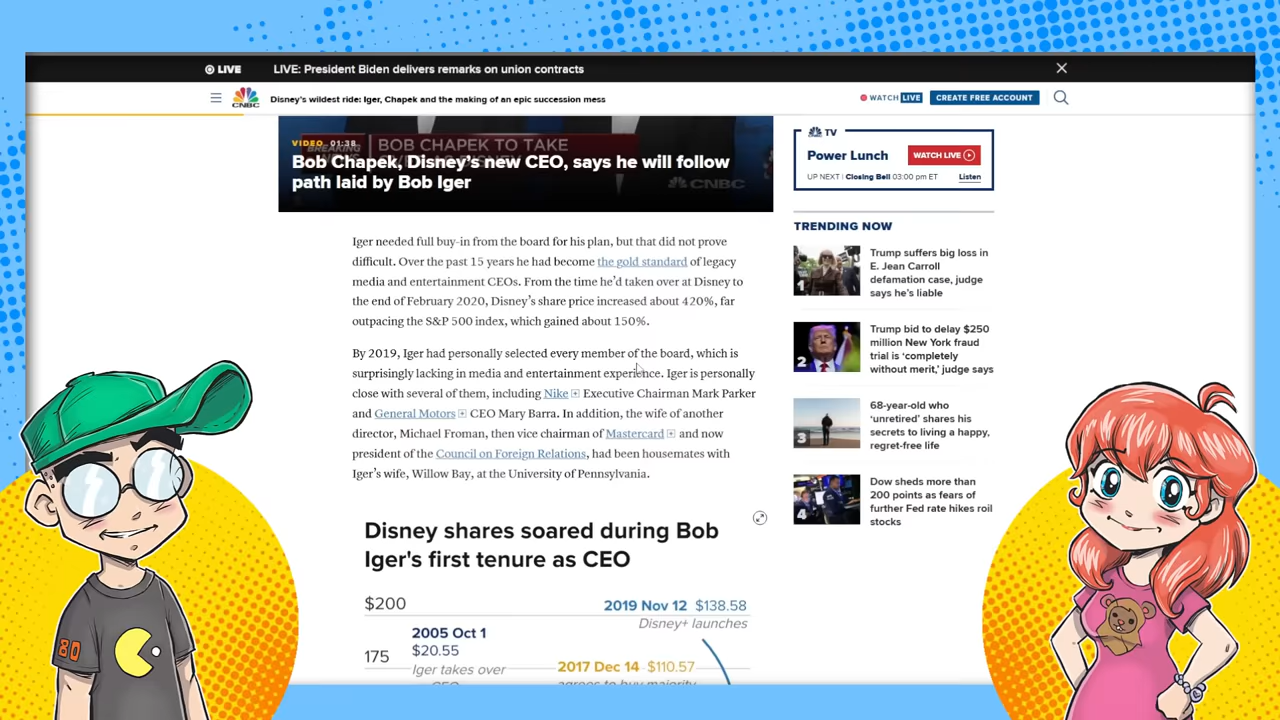 LIVE
LIVE: President Biden delivers remarks on union contracts
CNBC
Disney's wildest ride: Iger, Chapek and the making of an epic succession mess
WATCH LIVE
CREATE FREE ACCOUNT
VIDEO 01:38
BREAKING
BOB CHAPEK TO TAKE
Bob Chapek, Disney's new CEO, says he will follow
path laid by Bob Iger
CNBC
Iger needed full buy-in from the board for his plan, but that did not prove
difficult. Over the past 15 years he had become the gold standard of legacy
media and entertainment CEOs. From the time he'd taken over at Disney to
the end of February 2020, Disney's share price increased about 420%, far
outpacing the S&P 500 index, which gained about 150%.
By 2019, Iger had personally selected every member of the board, which is
surprisingly lacking in media and entertainment experience. Iger is personally
close with several of them, including Nike Executive Chairman Mark Parker
and General Motors CEO Mary Barra. In addition, the wife of another
director, Michael Froman, then vice chairman of Mastercard and now
president of the Council on Foreign Relations, had been housemates with
Iger's wife, Willow Bay, at the University of Pennsylvania.
Disney shares soared during Bob
Iger's first tenure as CEO
$200
2019 Nov 12 $138.58
Disney+ launches
2005 Oct 1
$20.55
Iger takes over
175
2017 Dec 14 $110.57
agrees to buy majority
TV
Power Lunch
WATCH LIVE
UP NEXT | Closing Bell 03:00 pm ET
Listen
TRENDING NOW
1
Trump suffers big loss in
E. Jean Carroll
defamation case, judge
says he's liable
2
Trump bid to delay $250
million New York fraud
trial is 'completely
without merit,' judge says
3
68-year-old who
'unretired' shares his
secrets to living a happy,
regret-free life
4
Dow sheds more than
200 points as fears of
further Fed rate hikes roil
stocks
80